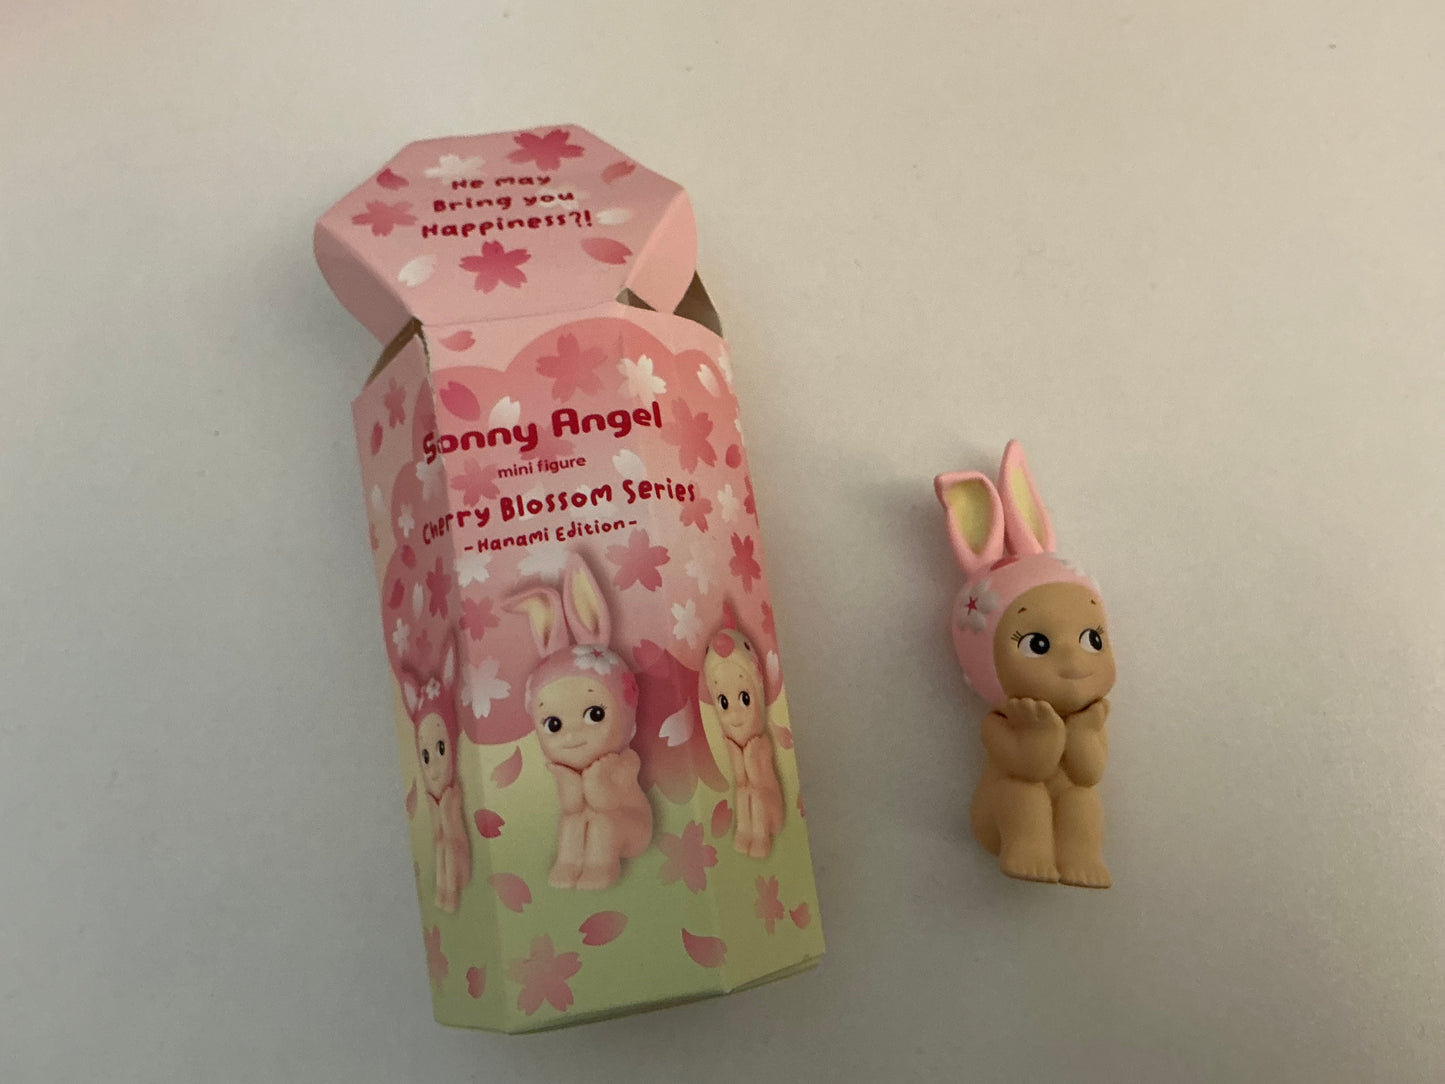 He may
Bring you
Happiness?!
Sonny Angel
mini figure
Cherry Blossom Series
-Hanami Edition-